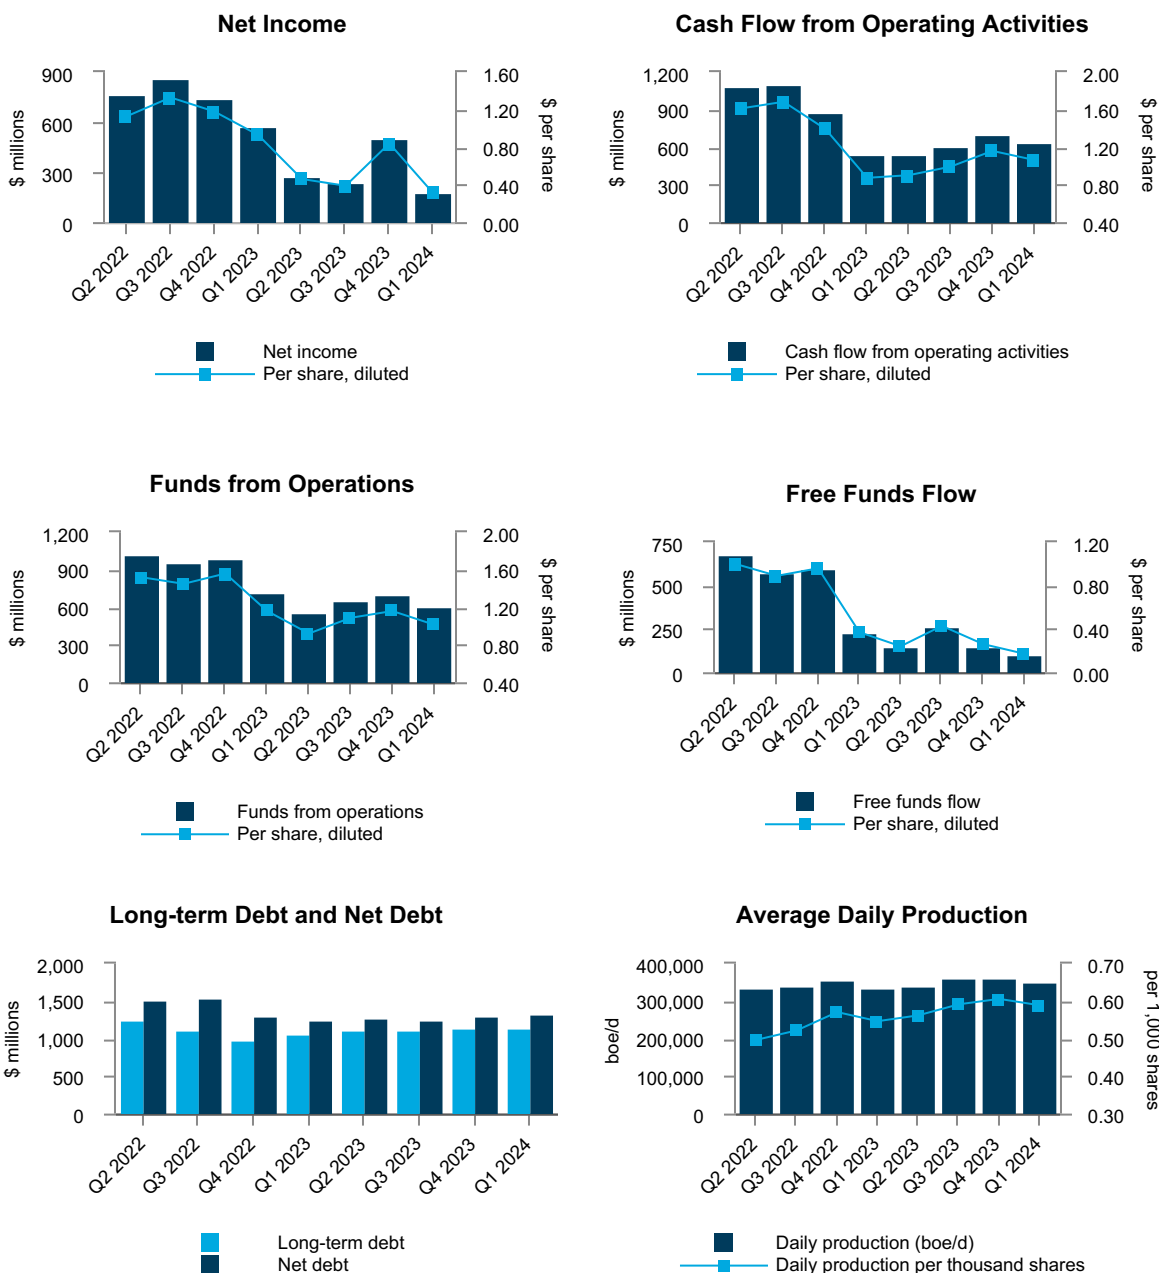 Net Income
900
600
300
0
$ millions
1.60
1.20
0.80
0.40
0.00
$ per share
Q2 2022
Q3 2022
Q4 2022
Q1 2023
Q2 2023
Q3 2023
Q4 2023
Q1 2024
Net income
Per share, diluted
Cash Flow from Operating Activities
1,200
900
600
300
0
$ millions
2.00
1.60
1.20
0.80
0.40
$ per share
Q2 2022
Q3 2022
Q4 2022
Q1 2023
Q2 2023
Q3 2023
Q4 2023
Q1 2024
Cash flow from operating activities
Per share, diluted
Funds from Operations
1,200
900
600
300
0
$ millions
2.00
1.60
1.20
0.80
0.40
$ per share
Q2 2022
Q3 2022
Q4 2022
Q1 2023
Q2 2023
Q3 2023
Q4 2023
Q1 2024
Funds from operations
Per share, diluted
Free Funds Flow
750
500
250
0
$ millions
1.20
0.80
0.40
0.00
$ per share
Q2 2022
Q3 2022
Q4 2022
Q1 2023
Q2 2023
Q3 2023
Q4 2023
Q1 2024
Free funds flow
Per share, diluted
Long-term Debt and Net Debt
2,000
1,500
1,000
500
0
$ millions
Q2 2022
Q3 2022
Q4 2022
Q1 2023
Q2 2023
Q3 2023
Q4 2023
Q1 2024
Long-term debt
Net debt
Average Daily Production
400,000
300,000
200,000
100,000
0
boe/d
0.70
0.60
0.50
0.40
0.30
per 1,000 shares
Q2 2022
Q3 2022
Q4 2022
Q1 2023
Q2 2023
Q3 2023
Q4 2023
Q1 2024
Daily production (boe/d)
Daily production per thousand shares